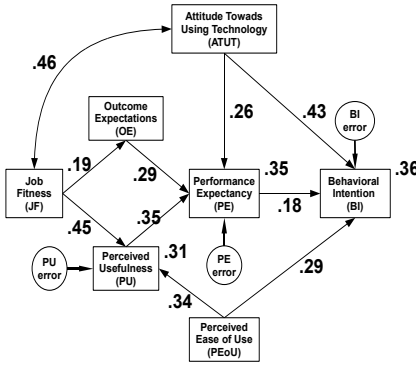 Attitude Towads
Using Technology
(ATUT)
.46
Outcome
Expectations
(OE)
.26
.43
BI
error
.19
.29
.35
.36
Job
Fitness
(JF)
Performance
Expectancy
(PE)
Behavioral
Intention
(BI)
.18
.45
.35
.31
PU
error
Perceived
Usefulness
(PU)
PE
error
.29
.34
Perceived
Ease of Use
(PEoU)